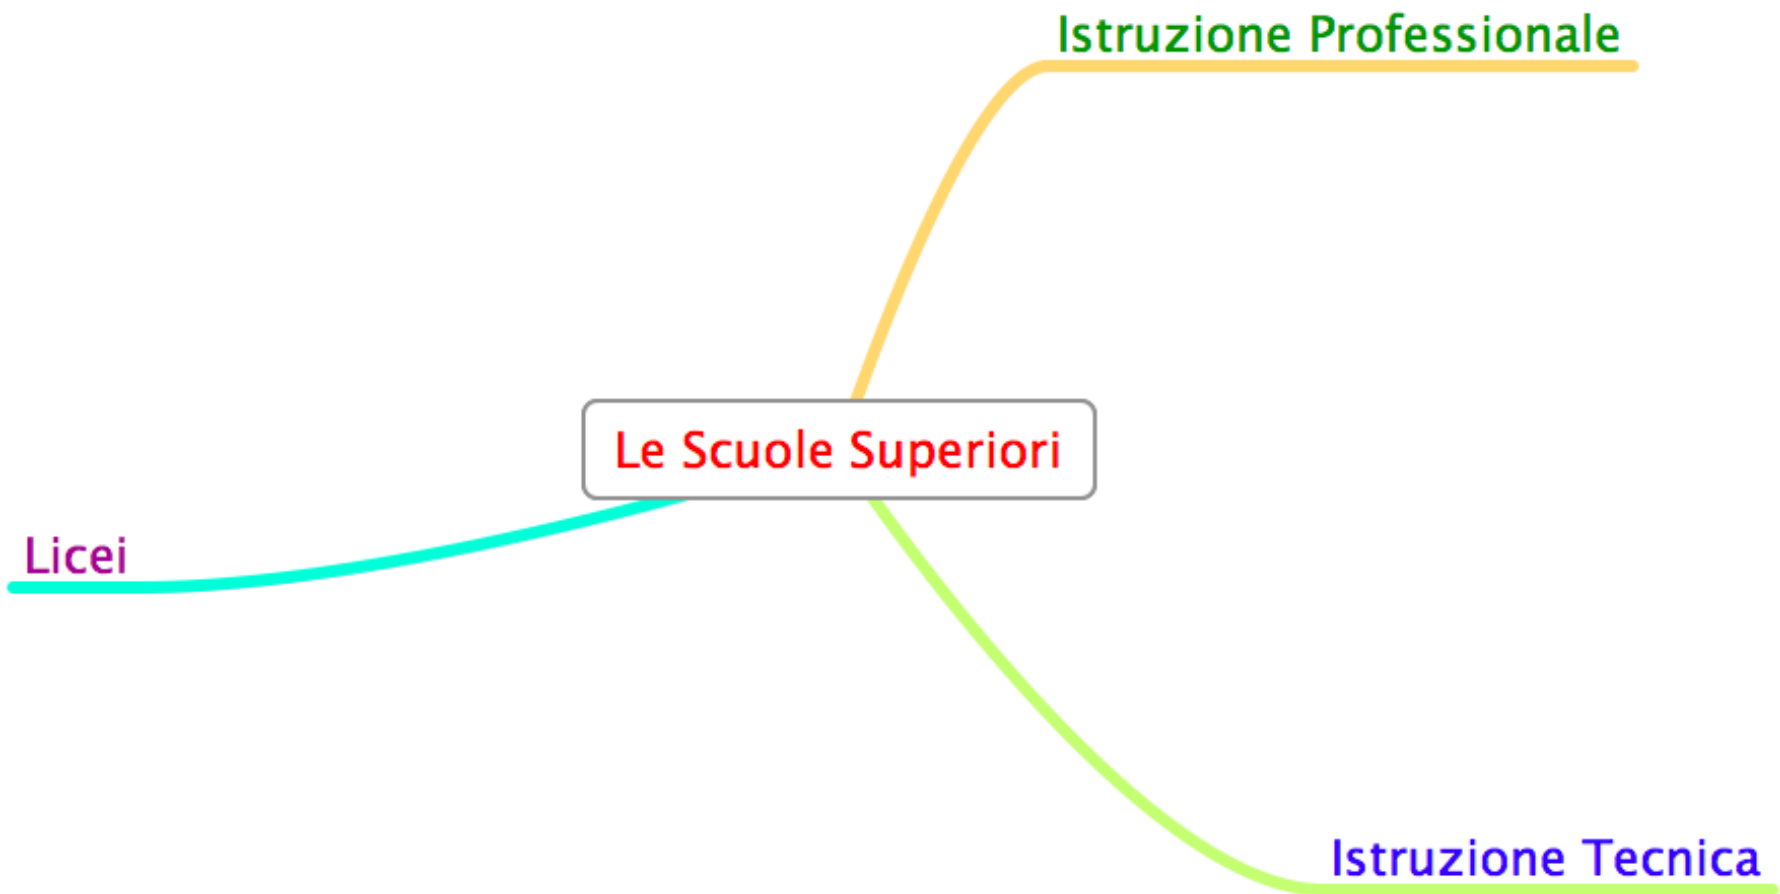 Istruzione Professionale
Le Scuole Superiori
Licei
Istruzione Tecnica